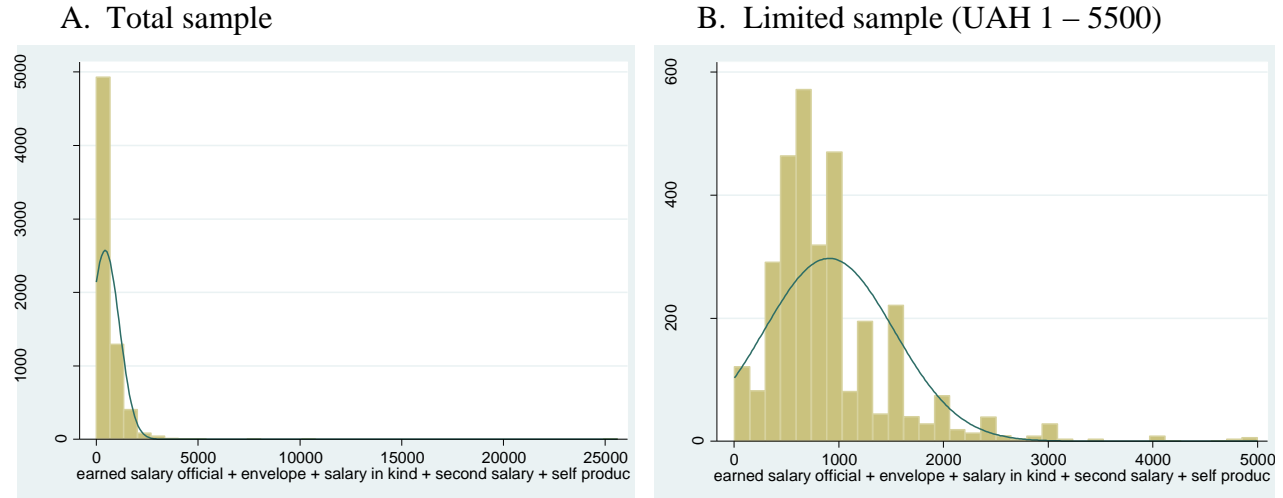 A. Total sample
5000
4000
3000
2000
1000
0
0 5000 10000 15000 20000 25000
earned salary official + envelope + salary in kind + second salary + self produc
B. Limited sample (UAH 1 – 5500)
600
400
200
0
0 1000 2000 3000 4000 5000
earned salary official + envelope + salary in kind + second salary + self produc